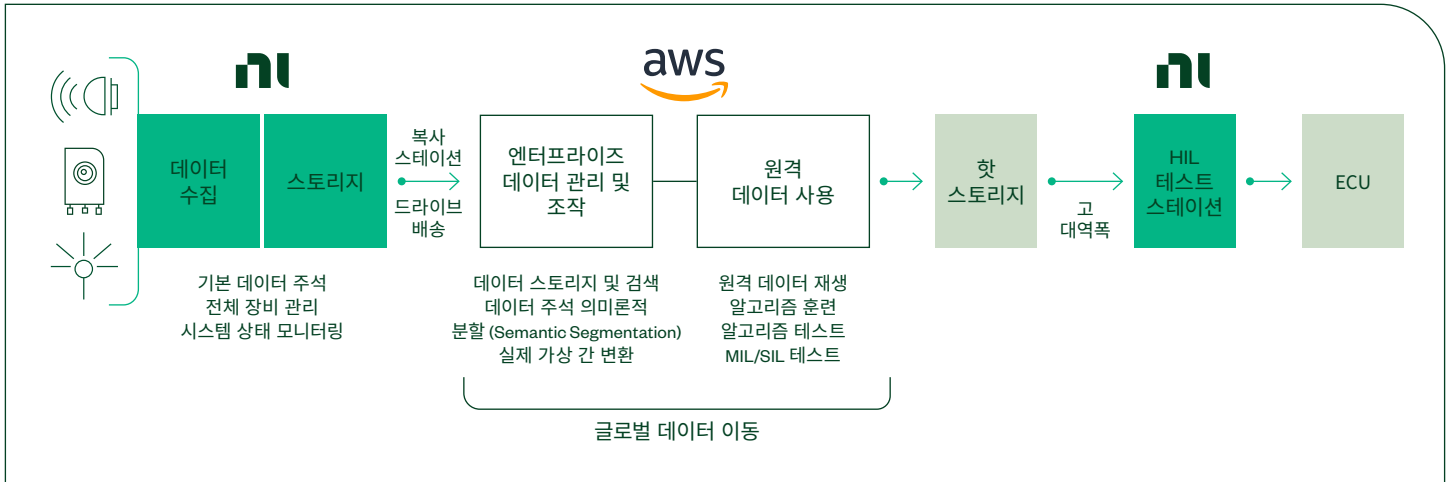 ni
aws
ni
데이터
수집
스토리지
복사
스테이션
드라이브
배송
엔터프라이즈
데이터 관리 및
조작
원격
데이터 사용
핫
스토리지
고
대역폭
HIL
테스트
스테이션
ECU
기본 데이터 주석
전체 장비 관리
시스템 상태 모니터링
데이터 스토리지 및 검색
데이터 주석 의미론적
분할 (Semantic Segmentation)
실제 가상 간 변환
원격 데이터 재생
알고리즘 훈련
알고리즘 테스트
MIL/SIL 테스트
글로벌 데이터 이동